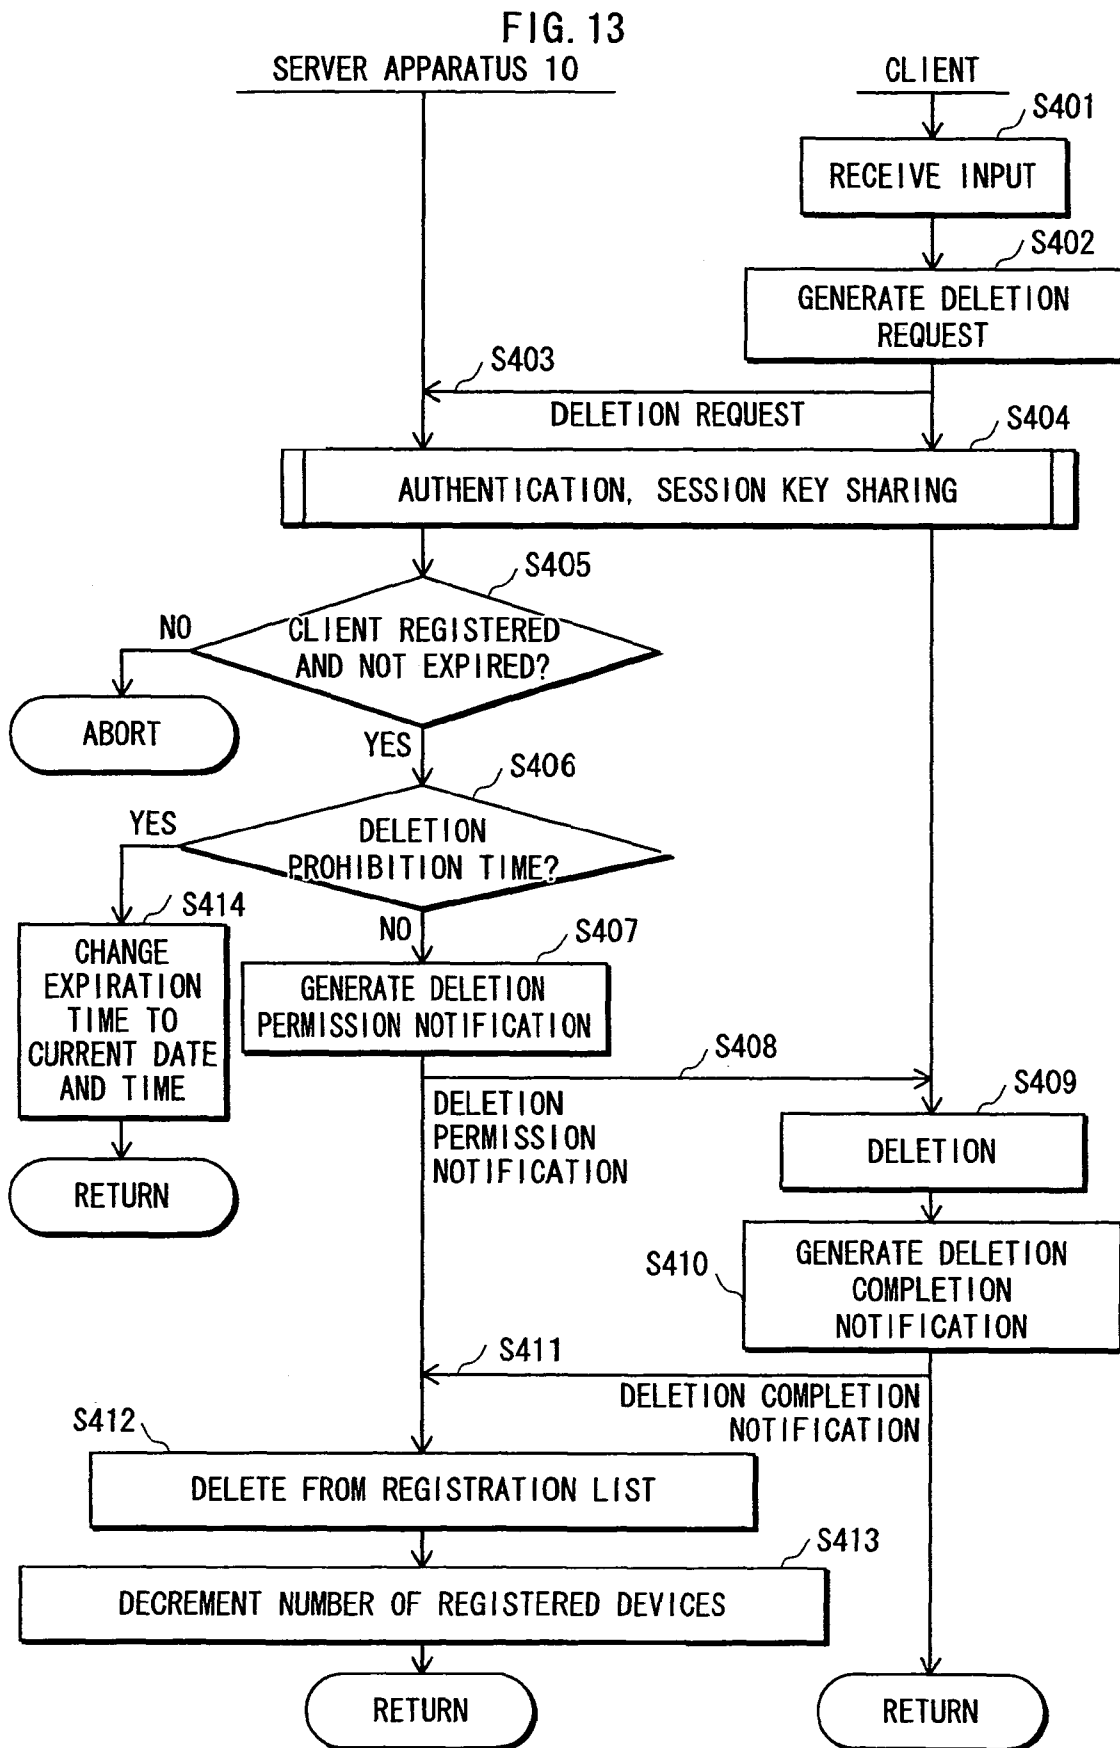 FIG. 13
SERVER APPARATUS 10
CLIENT
S401
RECEIVE INPUT
S402
GENERATE DELETION
REQUEST
S403
DELETION REQUEST
S404
AUTHENTICATION, SESSION KEY SHARING
S405
CLIENT REGISTERED
AND NOT EXPIRED?
NO
ABORT
YES
S406
DELETION
PROHIBITION TIME?
YES
S414
CHANGE
EXPIRATION
TIME TO
CURRENT DATE
AND TIME
RETURN
NO
S407
GENERATE DELETION
PERMISSION NOTIFICATION
S408
DELETION
PERMISSION
NOTIFICATION
S409
DELETION
S410
GENERATE DELETION
COMPLETION
NOTIFICATION
S411
DELETION COMPLETION
NOTIFICATION
S412
DELETE FROM REGISTRATION LIST
S413
DECREMENT NUMBER OF REGISTERED DEVICES
RETURN
RETURN